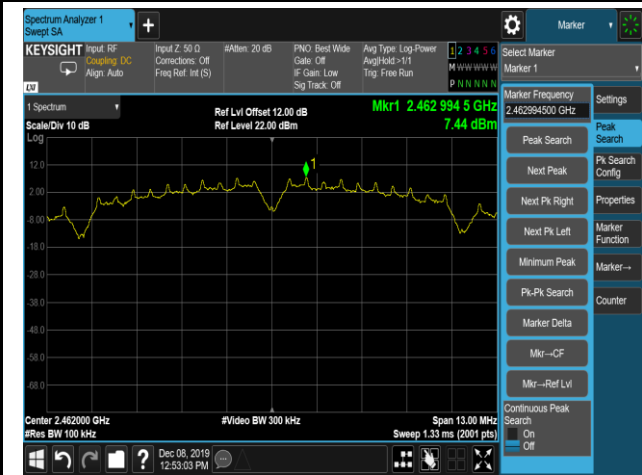 Spectrum Analyzer 1
Swept SA
Marker
KEYSIGHT
Input: RF
Coupling: DC
Align: Auto
Input Z: 50 Ω
Corrections: Off
Freq Ref: Int (S)
#Atten: 20 dB
PNO: Best Wide
Gate: Off
IF Gain: Low
Sig Track: Off
Avg Type: Log-Power
Avg|Hold:>1/1
Trig: Free Run
1 2 3 4 5 6
M W W W W W
P N N N N N
LXI
Select Marker
Marker 1
1 Spectrum
Scale/Div 10 dB
Log
Ref Lvl Offset 12.00 dB
Ref Level 22.00 dBm
Mkr1 2.462 994 5 GHz
7.44 dBm
1
12.0
2.00
-8.00
-18.0
-28.0
-38.0
-48.0
-58.0
-68.0
Center 2.462000 GHz
#Res BW 100 kHz
#Video BW 300 kHz
Span 13.00 MHz
Sweep 1.33 ms (2001 pts)
Marker Frequency
2.462994500 GHz
Peak Search
Next Peak
Next Pk Right
Next Pk Left
Minimum Peak
Pk-Pk Search
Marker Delta
Mkr→CF
Mkr→Ref Lvl
Continuous Peak
Search
On
Off
Settings
Peak
Search
Pk Search
Config
Properties
Marker
Function
Marker→
Counter
Dec 08, 2019
12:53:03 PM